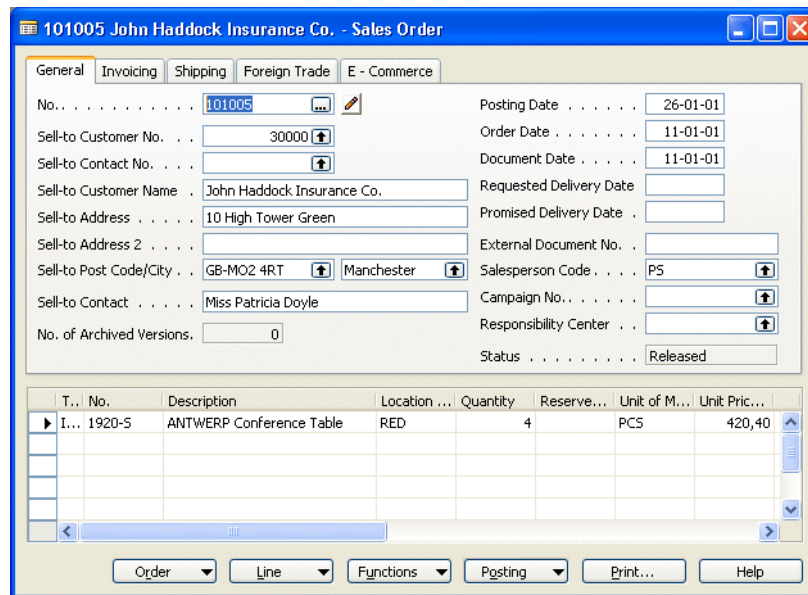 101005 John Haddock Insurance Co. - Sales Order
General Invoicing Shipping Foreign Trade E - Commerce
No. . . . . . . . . . . . 101005
Sell-to Customer No. . . . 30000
Sell-to Contact No. . . .
Sell-to Customer Name . John Haddock Insurance Co.
Sell-to Address . . . . . 10 High Tower Green
Sell-to Address 2 . . . .
Sell-to Post Code/City . . GB-MO2 4RT Manchester
Sell-to Contact . . . . . Miss Patricia Doyle
No. of Archived Versions. 0
Posting Date . . . . . . 26-01-01
Order Date . . . . . . . 11-01-01
Document Date . . . . . 11-01-01
Requested Delivery Date
Promised Delivery Date .
External Document No. .
Salesperson Code . . . . PS
Campaign No. . . . . . .
Responsibility Center . .
Status . . . . . . . . . Released
T.. No. Description Location ... Quantity Reserve... Unit of M... Unit Pric...
I... 1920-S ANTWERP Conference Table RED 4 PCS 420,40
Order Line Functions Posting Print... Help